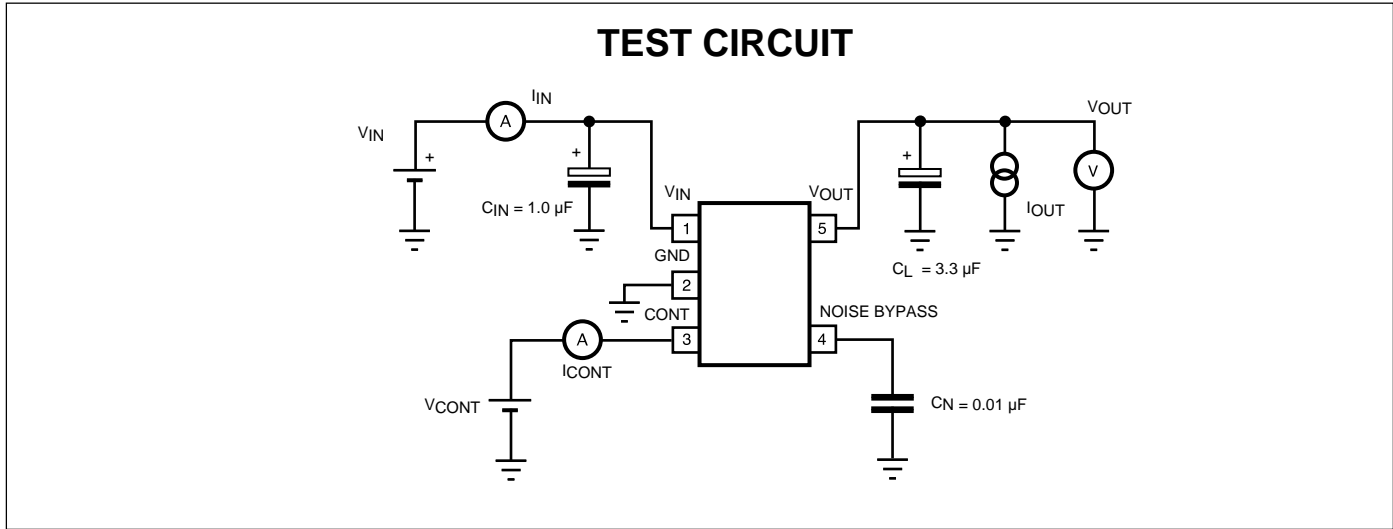 TEST CIRCUIT
IIN
VIN
A
+
+
CIN = 1.0 µF
VIN
1
GND
2
CONT
3
A
ICONT
VCONT
VOUT
VOUT
5
+
V
IOUT
CL = 3.3 µF
NOISE BYPASS
4
CN = 0.01 µF